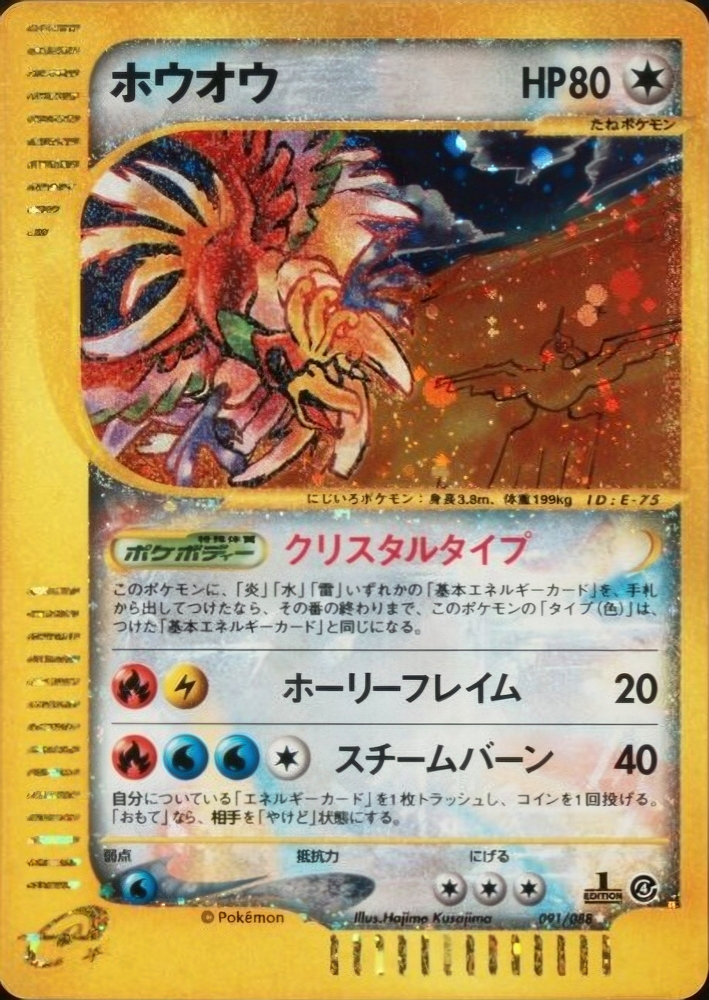 ホウオウ HP80
たねポケモン
にじいろポケモン：身長3.8m、体重199kg ID:E-75
特殊体質
ポケボディー クリスタルタイプ
このポケモンに、「炎」「水」「雷」いずれかの「基本エネルギーカード」を、手札
から出してつけたなら、その番の終わりまで、このポケモンの「タイプ(色)」は、
つけた「基本エネルギーカード」と同じになる。
ホーリーフレイム 20
スチームバーン 40
自分についている「エネルギーカード」を1枚トラッシュし、コインを1回投げる。
「おもて」なら、相手を「やけど」状態にする。
弱点 抵抗力 にげる
1
EDITION
©Pokémon Illus.Hajime Kusajima 091/088